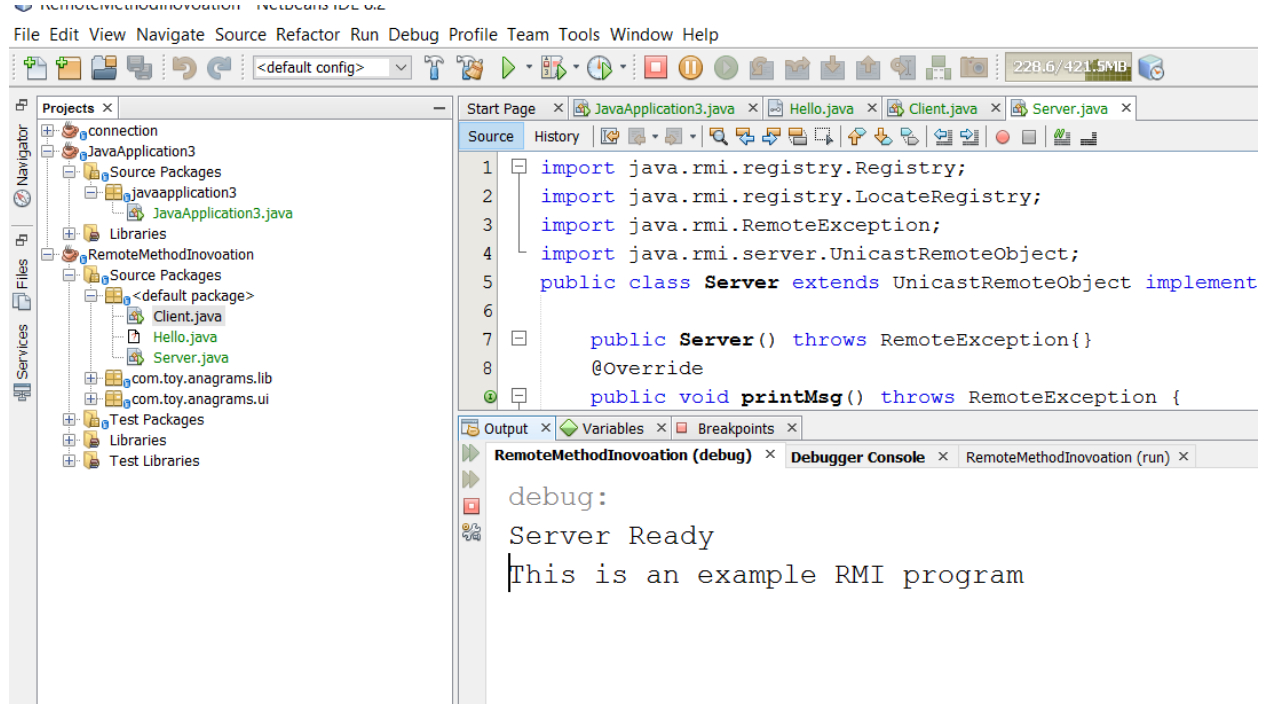 RemoteMethodInovoation - NetBeans IDE 8.2
File Edit View Navigate Source Refactor Run Debug Profile Team Tools Window Help
<default config>
228.6/421.5MB
Projects
Start Page
JavaApplication3.java
Hello.java
Client.java
Server.java
Navigator
Files
Services
connection
JavaApplication3
Source Packages
javaapplication3
JavaApplication3.java
Libraries
RemoteMethodInovoation
Source Packages
<default package>
Client.java
Hello.java
Server.java
com.toy.anagrams.lib
com.toy.anagrams.ui
Test Packages
Libraries
Test Libraries
Source History
1 import java.rmi.registry.Registry;
2 import java.rmi.registry.LocateRegistry;
3 import java.rmi.RemoteException;
4 import java.rmi.server.UnicastRemoteObject;
5 public class Server extends UnicastRemoteObject implement
6
7 public Server() throws RemoteException{}
8 @Override
public void printMsg() throws RemoteException {
Output Variables Breakpoints
RemoteMethodInovoation (debug) Debugger Console RemoteMethodInovoation (run)
debug:
Server Ready
This is an example RMI program